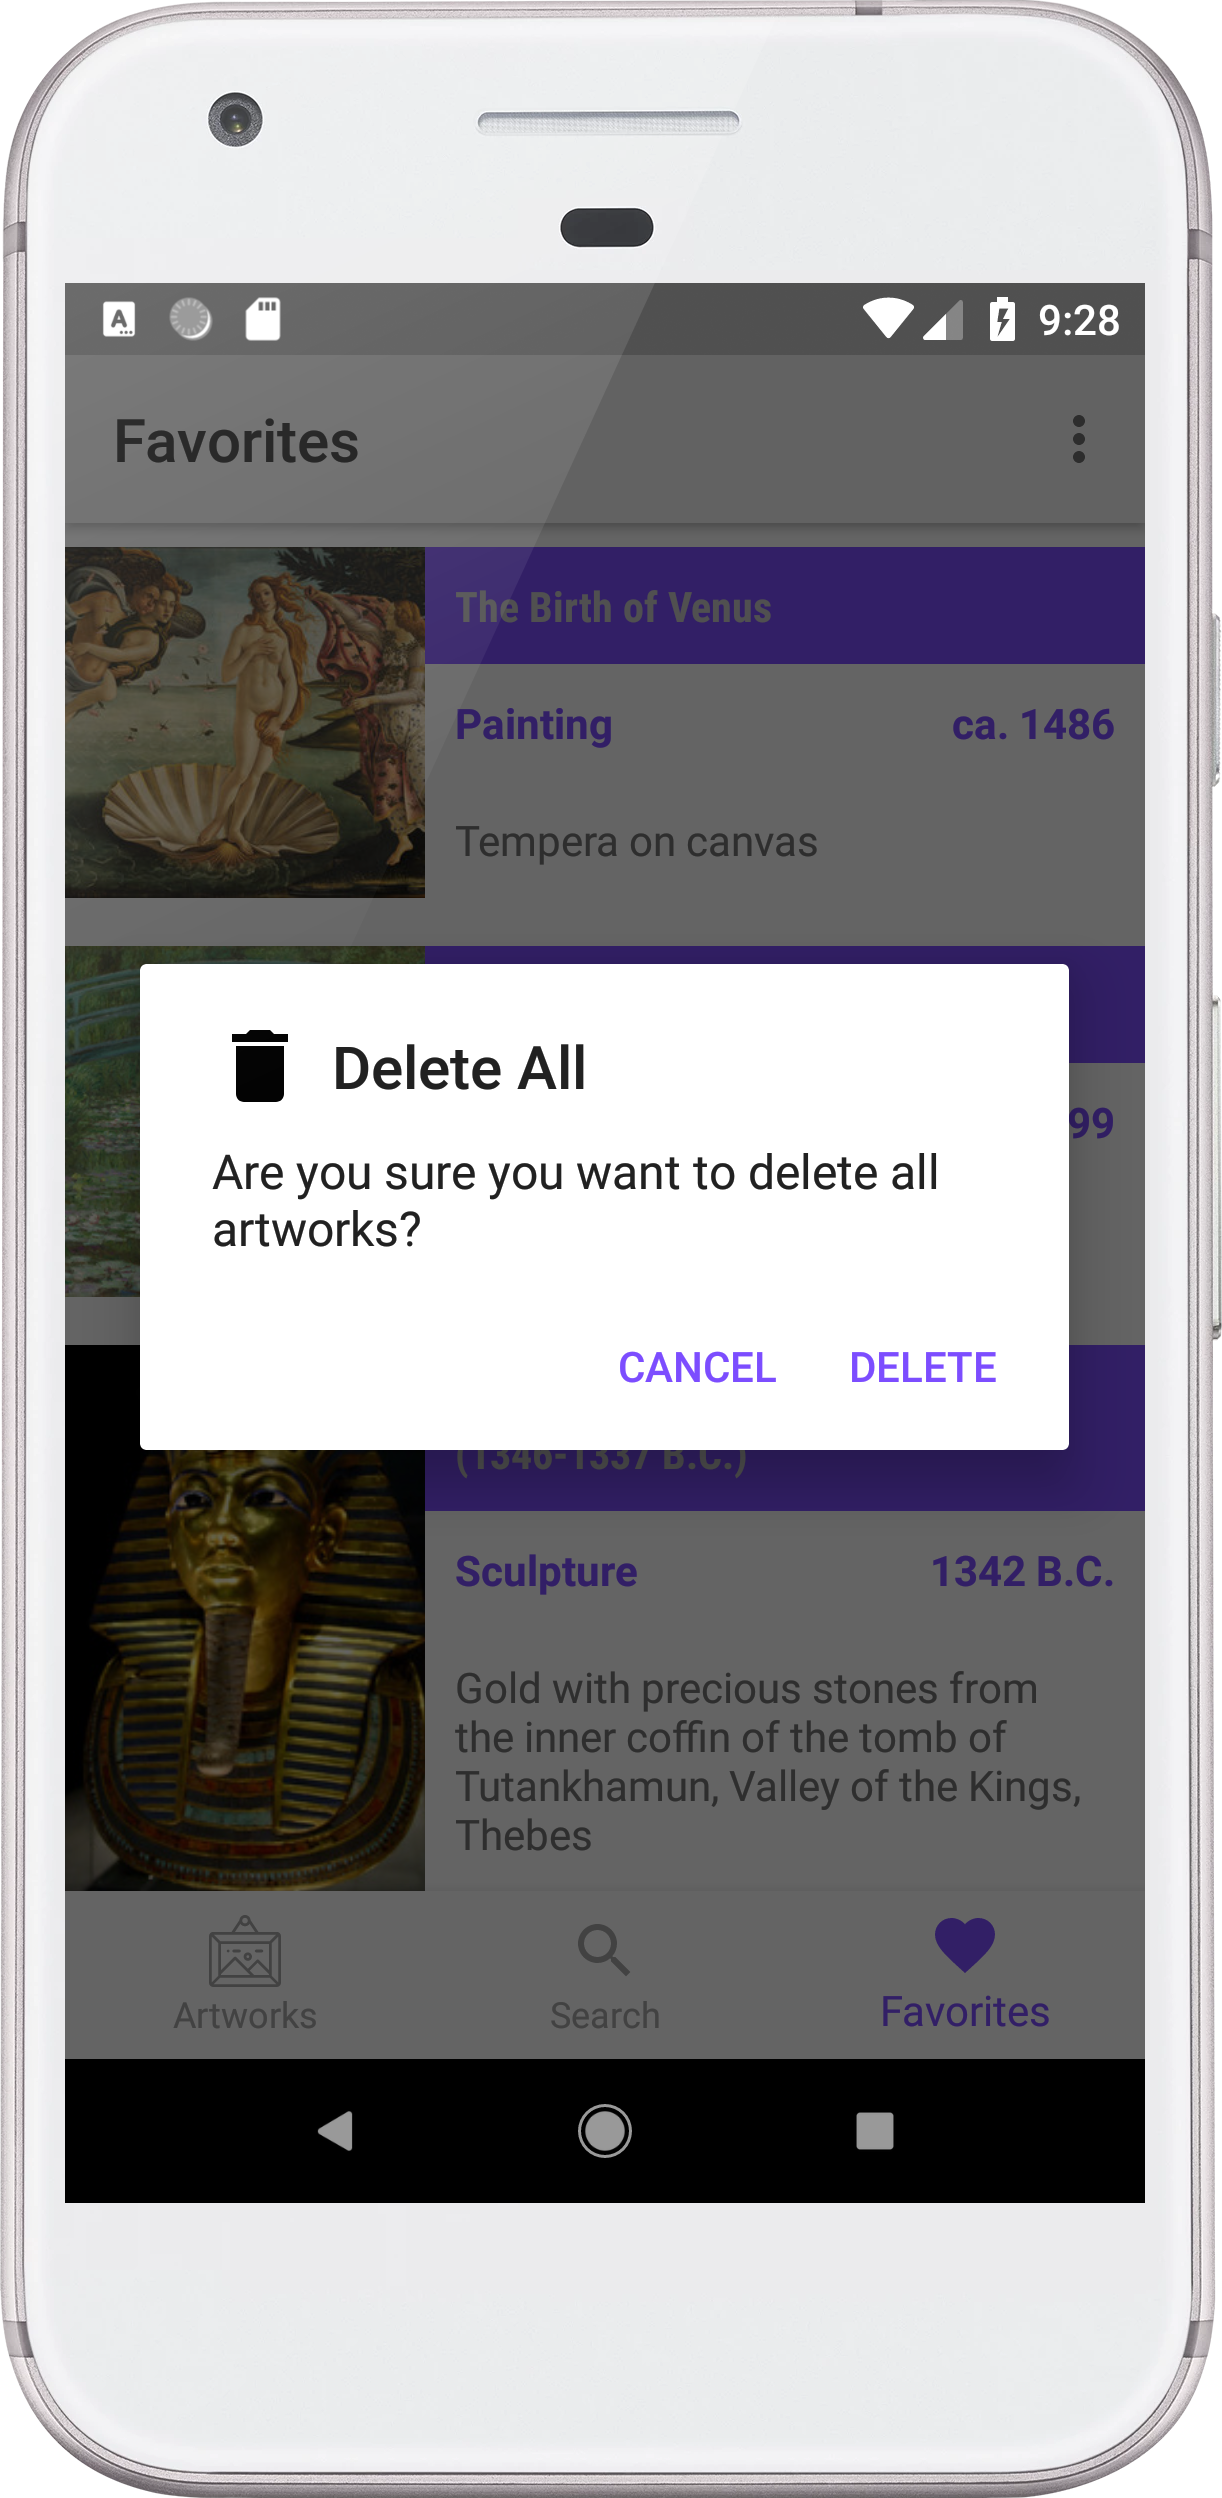 9:28
Favorites
The Birth of Venus
Painting ca. 1486
Tempera on canvas
99
Delete All
Are you sure you want to delete all
artworks?
CANCEL DELETE
(1346-1337 B.C.)
Sculpture 1342 B.C.
Gold with precious stones from
the inner coffin of the tomb of
Tutankhamun, Valley of the Kings,
Thebes
Artworks Search Favorites